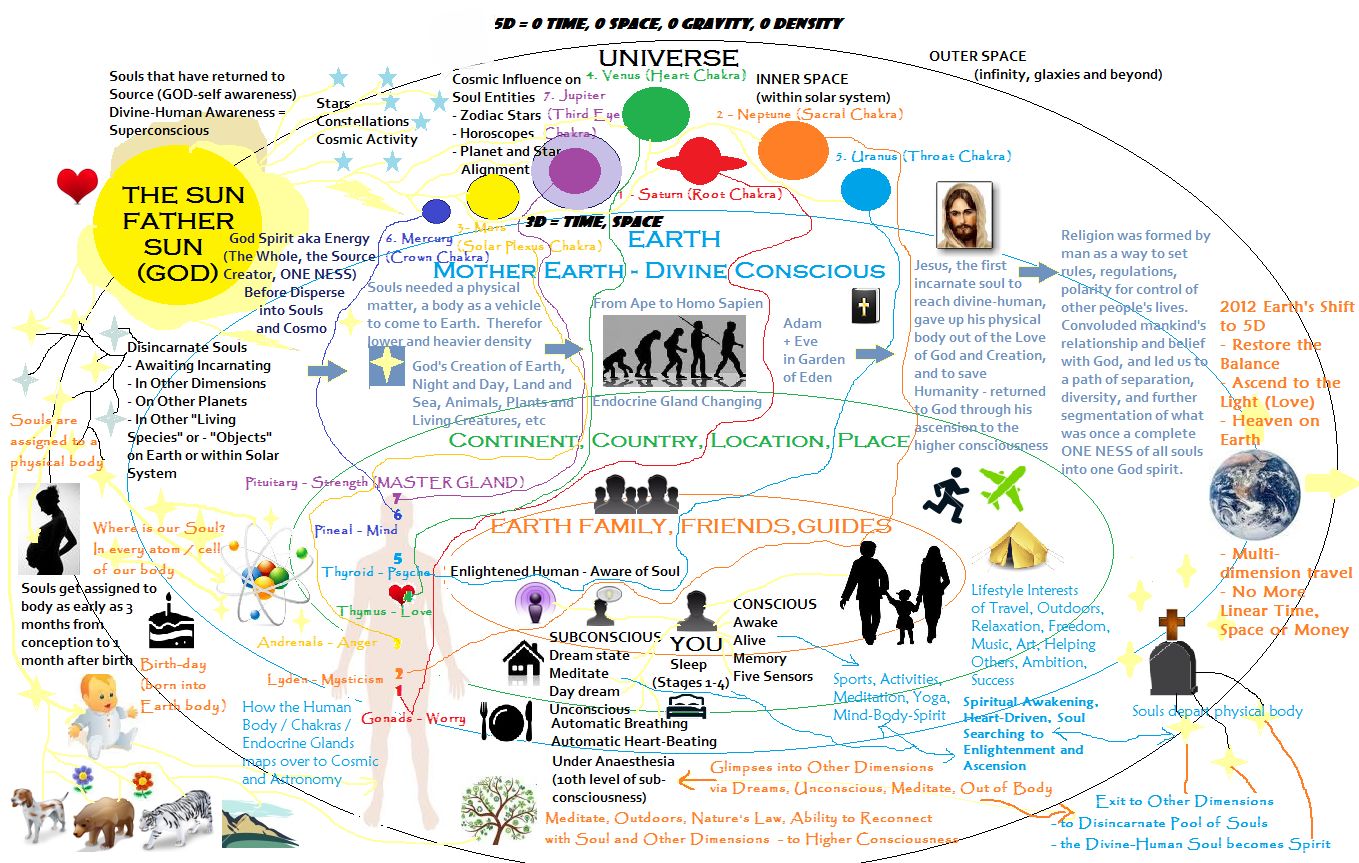 5D = 0 TIME, 0 SPACE, 0 GRAVITY, 0 DENSITY
UNIVERSE
OUTER SPACE
(infinity, glaxies and beyond)
Souls that have returned to
Source (GOD-self awareness)
Divine-Human Awareness =
Superconscious
Stars
Constellations
Cosmic Activity
Cosmic Influence on
Soul Entities
- Zodiac Stars
- Horoscopes
- Planet and Star
Alignment
4. Venus (Heart Chakra)
7. Jupiter
(Third Eye
Chakra)
INNER SPACE
(within solar system)
2 - Neptune (Sacral Chakra)
5. Uranus (Throat Chakra)
1 - Saturn (Root Chakra)
3- Mars
(Solar Plexus Chakra)
6. Mercury
(Crown Chakra)
THE SUN
FATHER
SUN
(GOD)
God Spirit aka Energy
(The Whole, the Source
Creator, ONE NESS)
Before Disperse
into Souls
and Cosmo
3D = TIME, SPACE
EARTH
MOTHER EARTH - DIVINE CONSCIOUS
Souls needed a physical
matter, a body as a vehicle
to come to Earth. Therefor
lower and heavier density
God's Creation of Earth,
Night and Day, Land and
Sea, Animals, Plants and
Living Creatures, etc
From Ape to Homo Sapien
Endocrine Gland Changing
Adam
+ Eve
in Garden
of Eden
Jesus, the first
incarnate soul to
reach divine-human,
gave up his physical
body out of the Love
of God and Creation,
and to save
Humanity - returned
to God through his
ascension to the
higher consciousness
Religion was formed by
man as a way to set
rules, regulations,
polarity for control of
other people's lives.
Convoluded mankind's
relationship and belief
with God, and led us to
a path of separation,
diversity, and further
segmentation of what
was once a complete
ONE NESS of all souls
into one God spirit.
2012 Earth's Shift
to 5D
- Restore the
Balance
- Ascend to the
Light (Love)
- Heaven on
Earth
- Multi-
dimension travel
- No More
Linear Time,
Space or Money
Disincarnate Souls
- Awaiting Incarnating
- In Other Dimensions
- On Other Planets
- In Other "Living
Species" or - "Objects"
on Earth or within Solar
System
Souls are
assigned to a
physical body
Where is our Soul?
In every atom / cell
of our body
Souls get assigned to
body as early as 3
months from
conception to 1
month after birth
Birth-day
(born into
Earth body)
CONTINENT, COUNTRY, LOCATION, PLACE
Pituitary - Strength (MASTER GLAND)
7
6
Pineal - Mind
5
Thyroid - Psyche
4
Thymus - Love
Andrenals - Anger
3
Lyden - Mysticism
2
1
Gonads - Worry
How the Human
Body / Chakras /
Endocrine Glands
maps over to Cosmic
and Astronomy
EARTH FAMILY, FRIENDS,GUIDES
Enlightened Human - Aware of Soul
SUBCONSCIOUS
Dream state
Meditate
Day dream
Unconscious
Automatic Breathing
Automatic Heart-Beating
Under Anaesthesia
(10th level of sub-
consciousness)
YOU
Sleep
(Stages 1-4)
CONSCIOUS
Awake
Alive
Memory
Five Sensors
Sports, Activities,
Meditation, Yoga,
Mind-Body-Spirit
Lifestyle Interests
of Travel, Outdoors,
Relaxation, Freedom,
Music, Art, Helping
Others, Ambition,
Success
Spiritual Awakening,
Heart-Driven, Soul
Searching to
Enlightenment and
Ascension
Souls depart physical body
Glimpses into Other Dimensions
via Dreams, Unconscious, Meditate, Out of Body
Meditate, Outdoors, Nature's Law, Ability to Reconnect
with Soul and Other Dimensions - to Higher Consciousness
Exit to Other Dimensions
- to Disincarnate Pool of Souls
- the Divine-Human Soul becomes Spirit